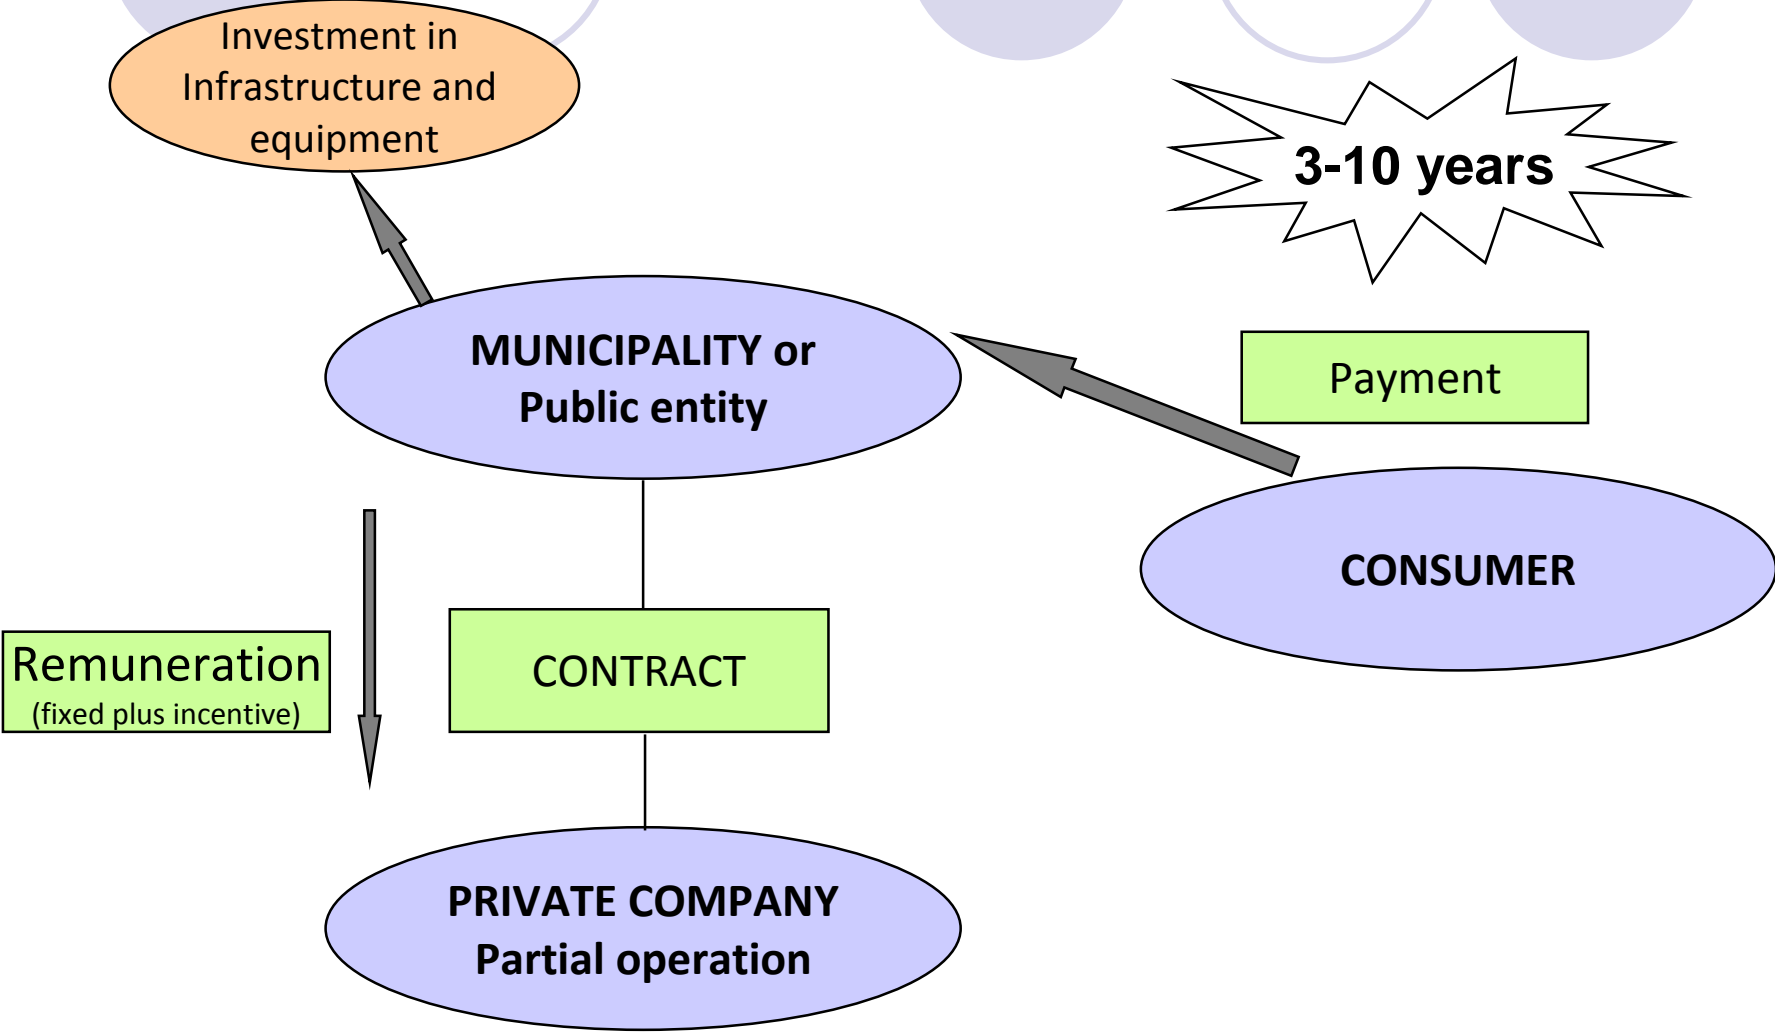 Investment in
Infrastructure and
equipment
3-10 years
MUNICIPALITY or
Public entity
Payment
CONSUMER
Remuneration
(fixed plus incentive)
CONTRACT
PRIVATE COMPANY
Partial operation